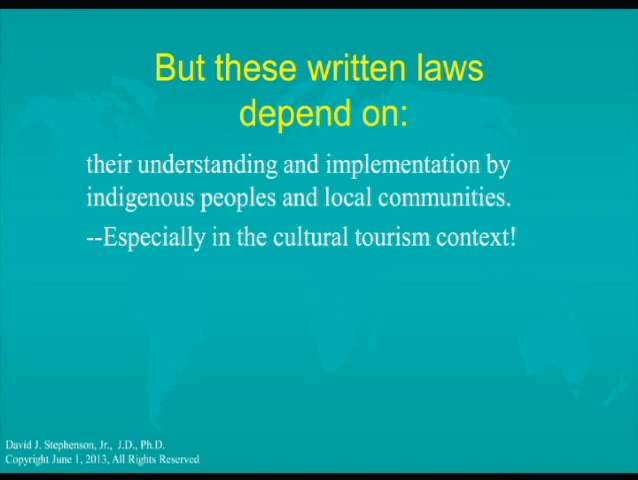 But these written laws
depend on:
their understanding and implementation by
indigenous peoples and local communities.
--Especially in the cultural tourism context!
David J. Stephenson, Jr., J.D., Ph.D.
Copyright June 1, 2013, All Rights Reserved